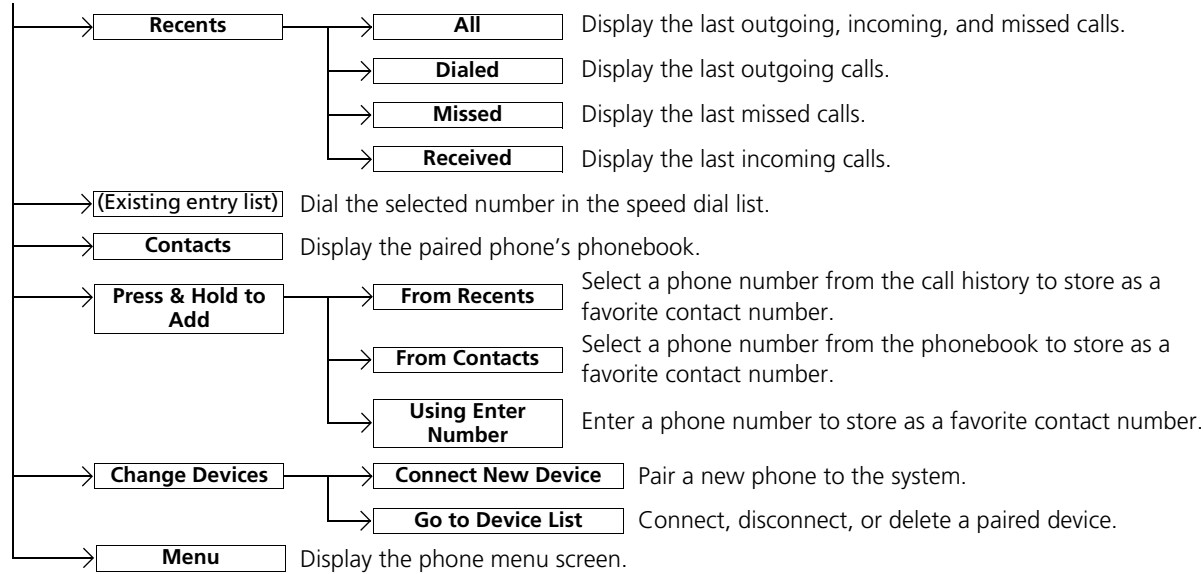 Recents
All
Display the last outgoing, incoming, and missed calls.
Dialed
Display the last outgoing calls.
Missed
Display the last missed calls.
Received
Display the last incoming calls.
(Existing entry list)
Dial the selected number in the speed dial list.
Contacts
Display the paired phone’s phonebook.
Press & Hold to
Add
From Recents
Select a phone number from the call history to store as a
favorite contact number.
From Contacts
Select a phone number from the phonebook to store as a
favorite contact number.
Using Enter
Number
Enter a phone number to store as a favorite contact number.
Change Devices
Connect New Device
Pair a new phone to the system.
Go to Device List
Connect, disconnect, or delete a paired device.
Menu
Display the phone menu screen.